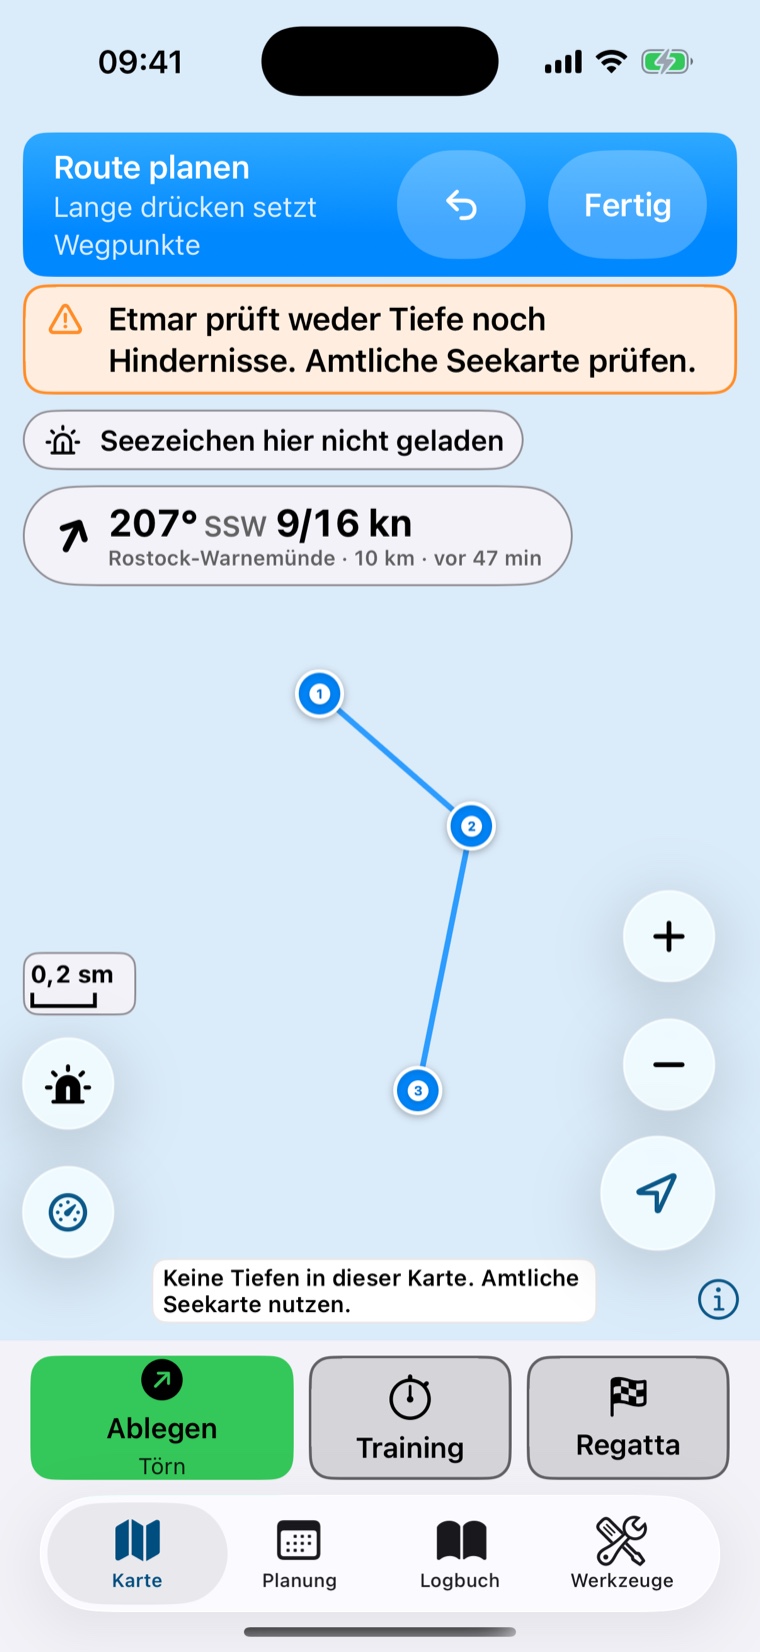 09:41
Route planen
Lange drücken setzt
Wegpunkte
Fertig
Etmar prüft weder Tiefe noch
Hindernisse. Amtliche Seekarte prüfen.
Seezeichen hier nicht geladen
207° SSW 9/16 kn
Rostock-Warnemünde · 10 km · vor 47 min
1
2
0,2 sm
3
Keine Tiefen in dieser Karte. Amtliche
Seekarte nutzen.
Ablegen
Törn
Training
Regatta
Karte
Planung
Logbuch
Werkzeuge